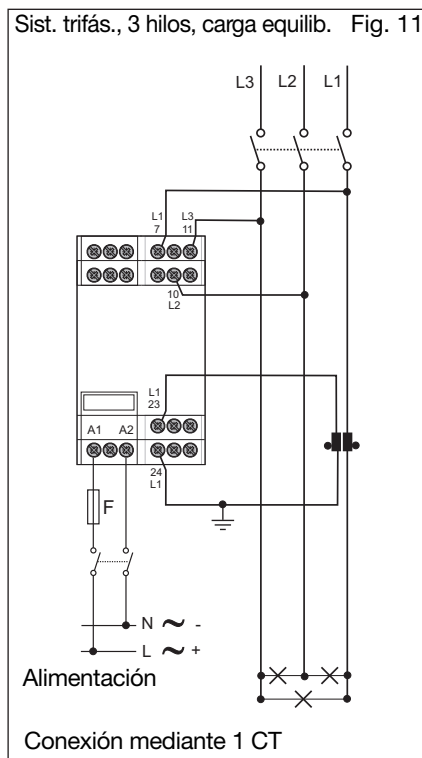 Sist. trifás., 3 hilos, carga equilib. Fig. 11
L3 L2 L1
L1 L3
7 11
10
L2
L1
23
A1 A2
24
L1
F
N ~ -
L ~ +
Alimentación
Conexión mediante 1 CT